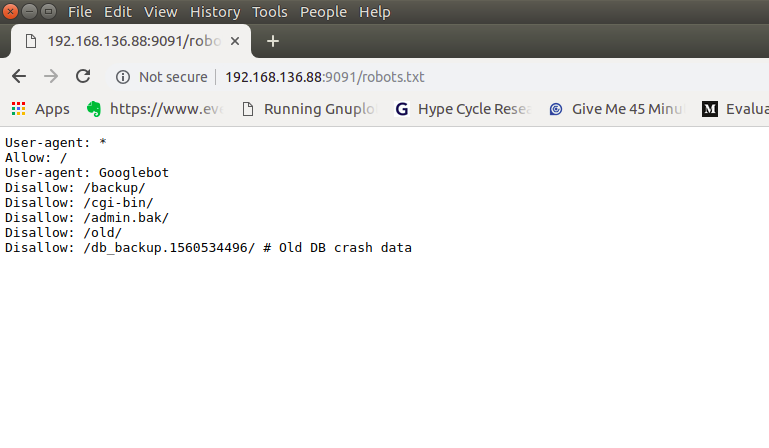 File Edit View History Tools People Help
192.168.136.88:9091/robo
Not secure 192.168.136.88:9091/robots.txt
Apps https://www.eve Running Gnuplo G Hype Cycle Resea Give Me 45 Minu M Evalua
User-agent: *
Allow: /
User-agent: Googlebot
Disallow: /backup/
Disallow: /cgi-bin/
Disallow: /admin.bak/
Disallow: /old/
Disallow: /db_backup.1560534496/ # Old DB crash data